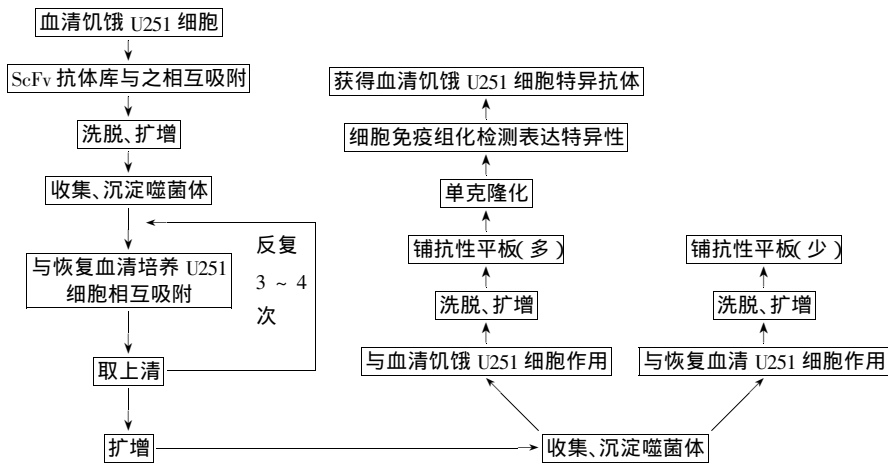 血清饥饿 U251 细胞
ScFv 抗体库与之相互吸附
洗脱、扩增
收集、沉淀噬菌体
与恢复血清培养 U251
细胞相互吸附
反复
3 ~ 4
次
取上清
扩增
收集、沉淀噬菌体
与血清饥饿 U251 细胞作用
洗脱、扩增
铺抗性平板(多)
单克隆化
细胞免疫组化检测表达特异性
获得血清饥饿 U251 细胞特异抗体
与恢复血清 U251 细胞作用
洗脱、扩增
铺抗性平板(少)